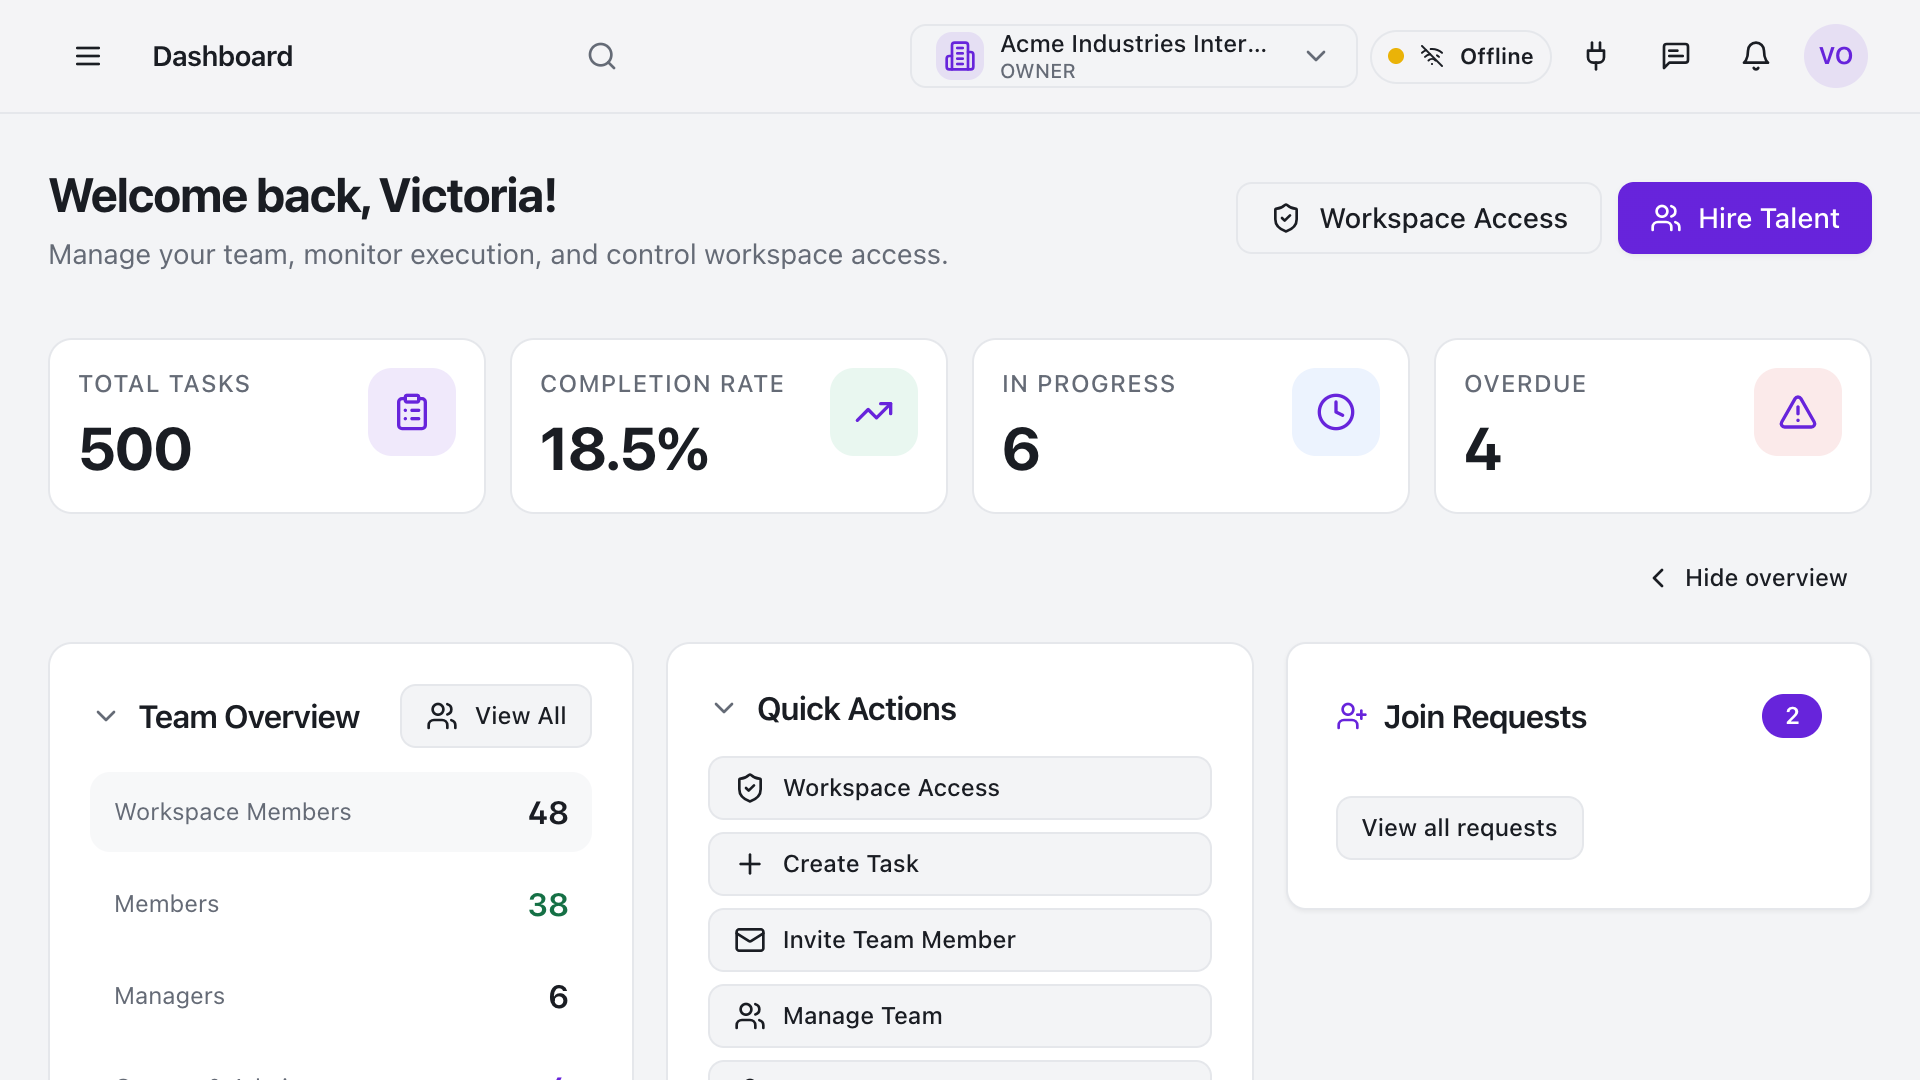 Dashboard
Acme Industries Inter...
OWNER
Offline
VO
Welcome back, Victoria!
Manage your team, monitor execution, and control workspace access.
Workspace Access
Hire Talent
TOTAL TASKS
500
COMPLETION RATE
18.5%
IN PROGRESS
6
OVERDUE
4
Hide overview
Team Overview
View All
Workspace Members
48
Members
38
Managers
6
Quick Actions
Workspace Access
Create Task
Invite Team Member
Manage Team
Join Requests
2
View all requests